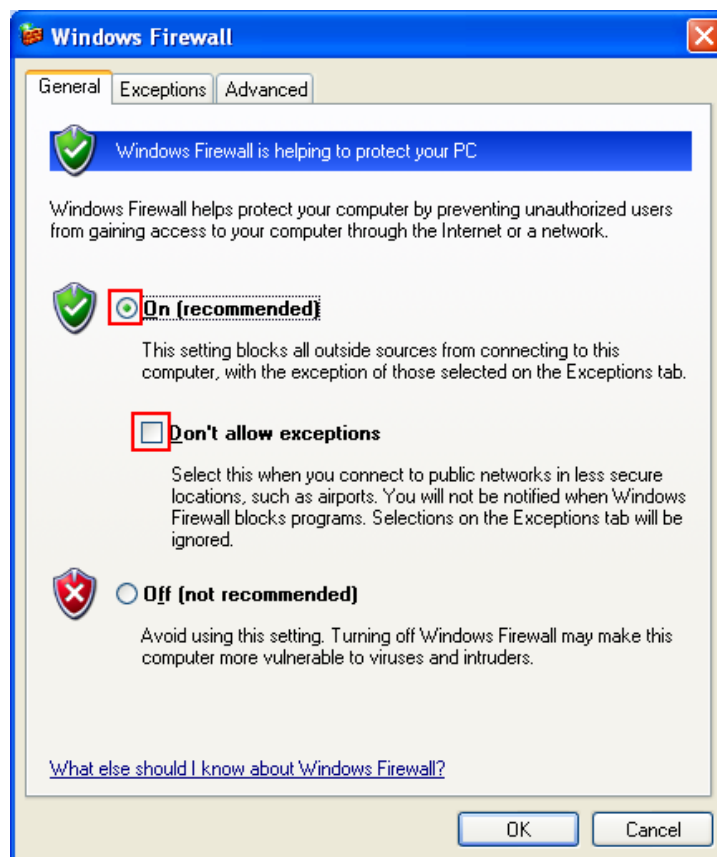 Windows Firewall
General Exceptions Advanced
Windows Firewall is helping to protect your PC
Windows Firewall helps protect your computer by preventing unauthorized users
from gaining access to your computer through the Internet or a network.
On (recommended)
This setting blocks all outside sources from connecting to this
computer, with the exception of those selected on the Exceptions tab.
Don't allow exceptions
Select this when you connect to public networks in less secure
locations, such as airports. You will not be notified when Windows
Firewall blocks programs. Selections on the Exceptions tab will be
ignored.
Off (not recommended)
Avoid using this setting. Turning off Windows Firewall may make this
computer more vulnerable to viruses and intruders.
What else should I know about Windows Firewall?
OK Cancel